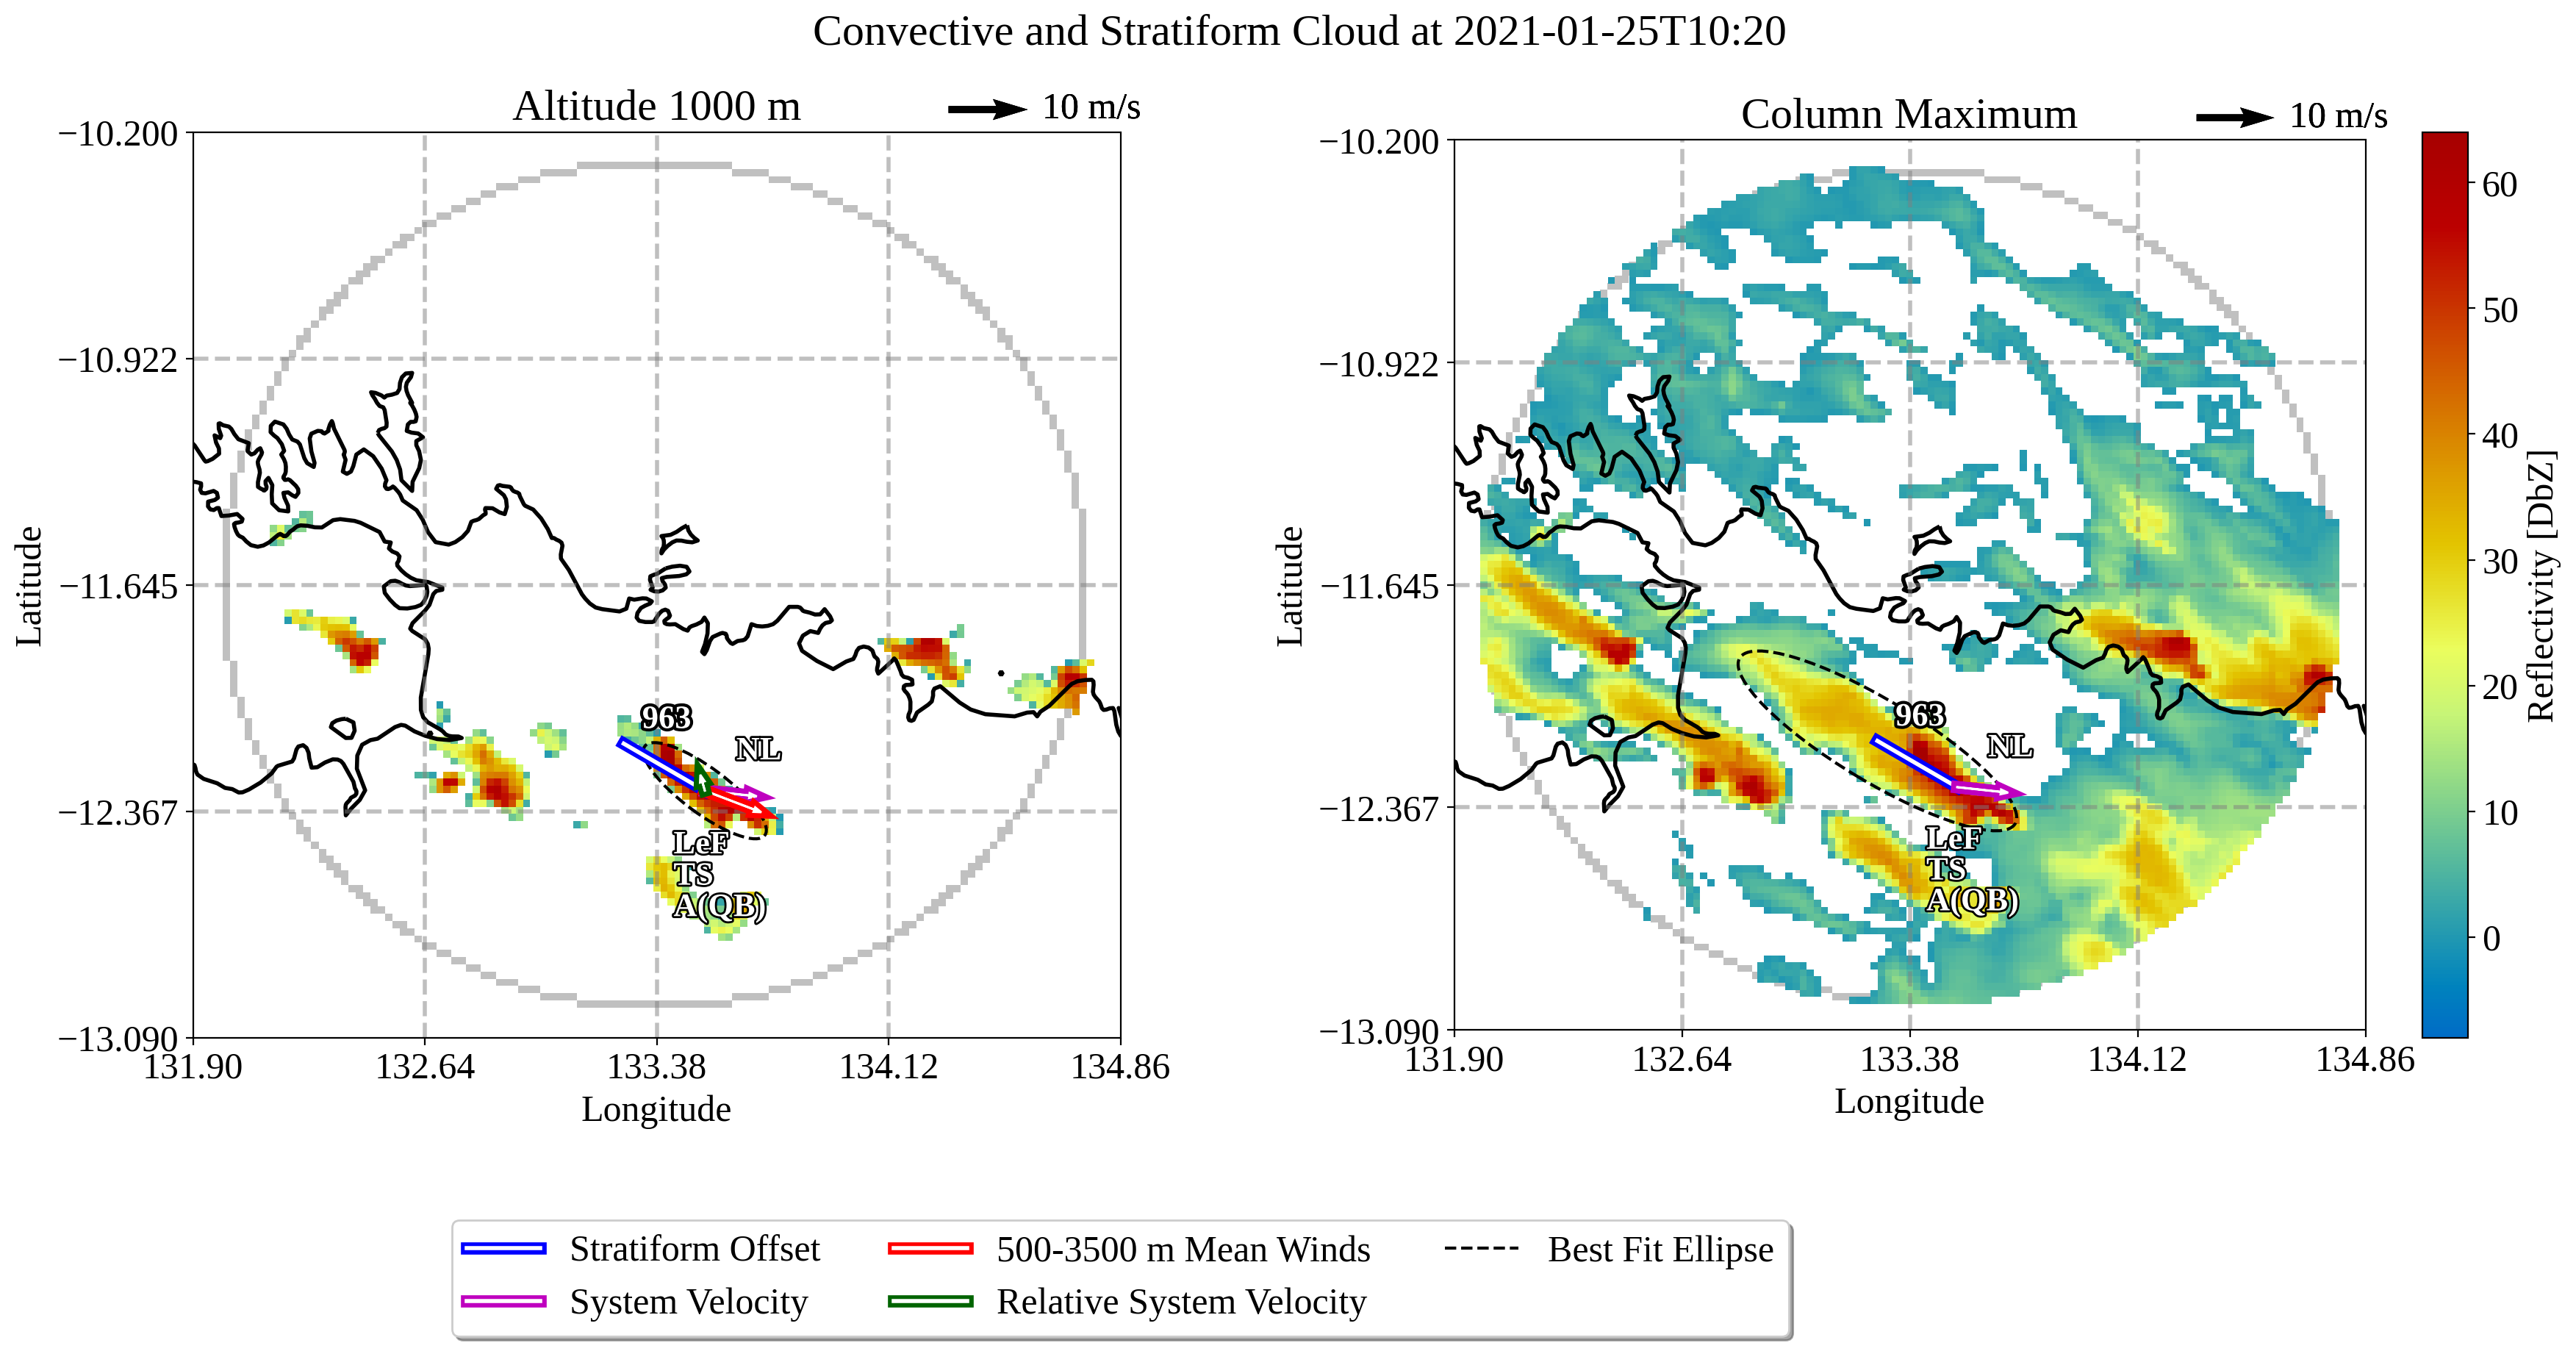 Convective and Stratiform Cloud at 2021-01-25T10:20
Altitude 1000 m
10 m/s
−10.200
−10.922
−11.645
−12.367
−13.090
Latitude
131.90
132.64
133.38
134.12
134.86
Longitude
963
NL
LeF
TS
A(QB)
Column Maximum
10 m/s
−10.200
−10.922
−11.645
−12.367
−13.090
Latitude
131.90
132.64
133.38
134.12
134.86
Longitude
963
NL
LeF
TS
A(QB)
60
50
40
30
20
10
0
Reflectivity [DbZ]
Stratiform Offset
System Velocity
500-3500 m Mean Winds
Relative System Velocity
Best Fit Ellipse